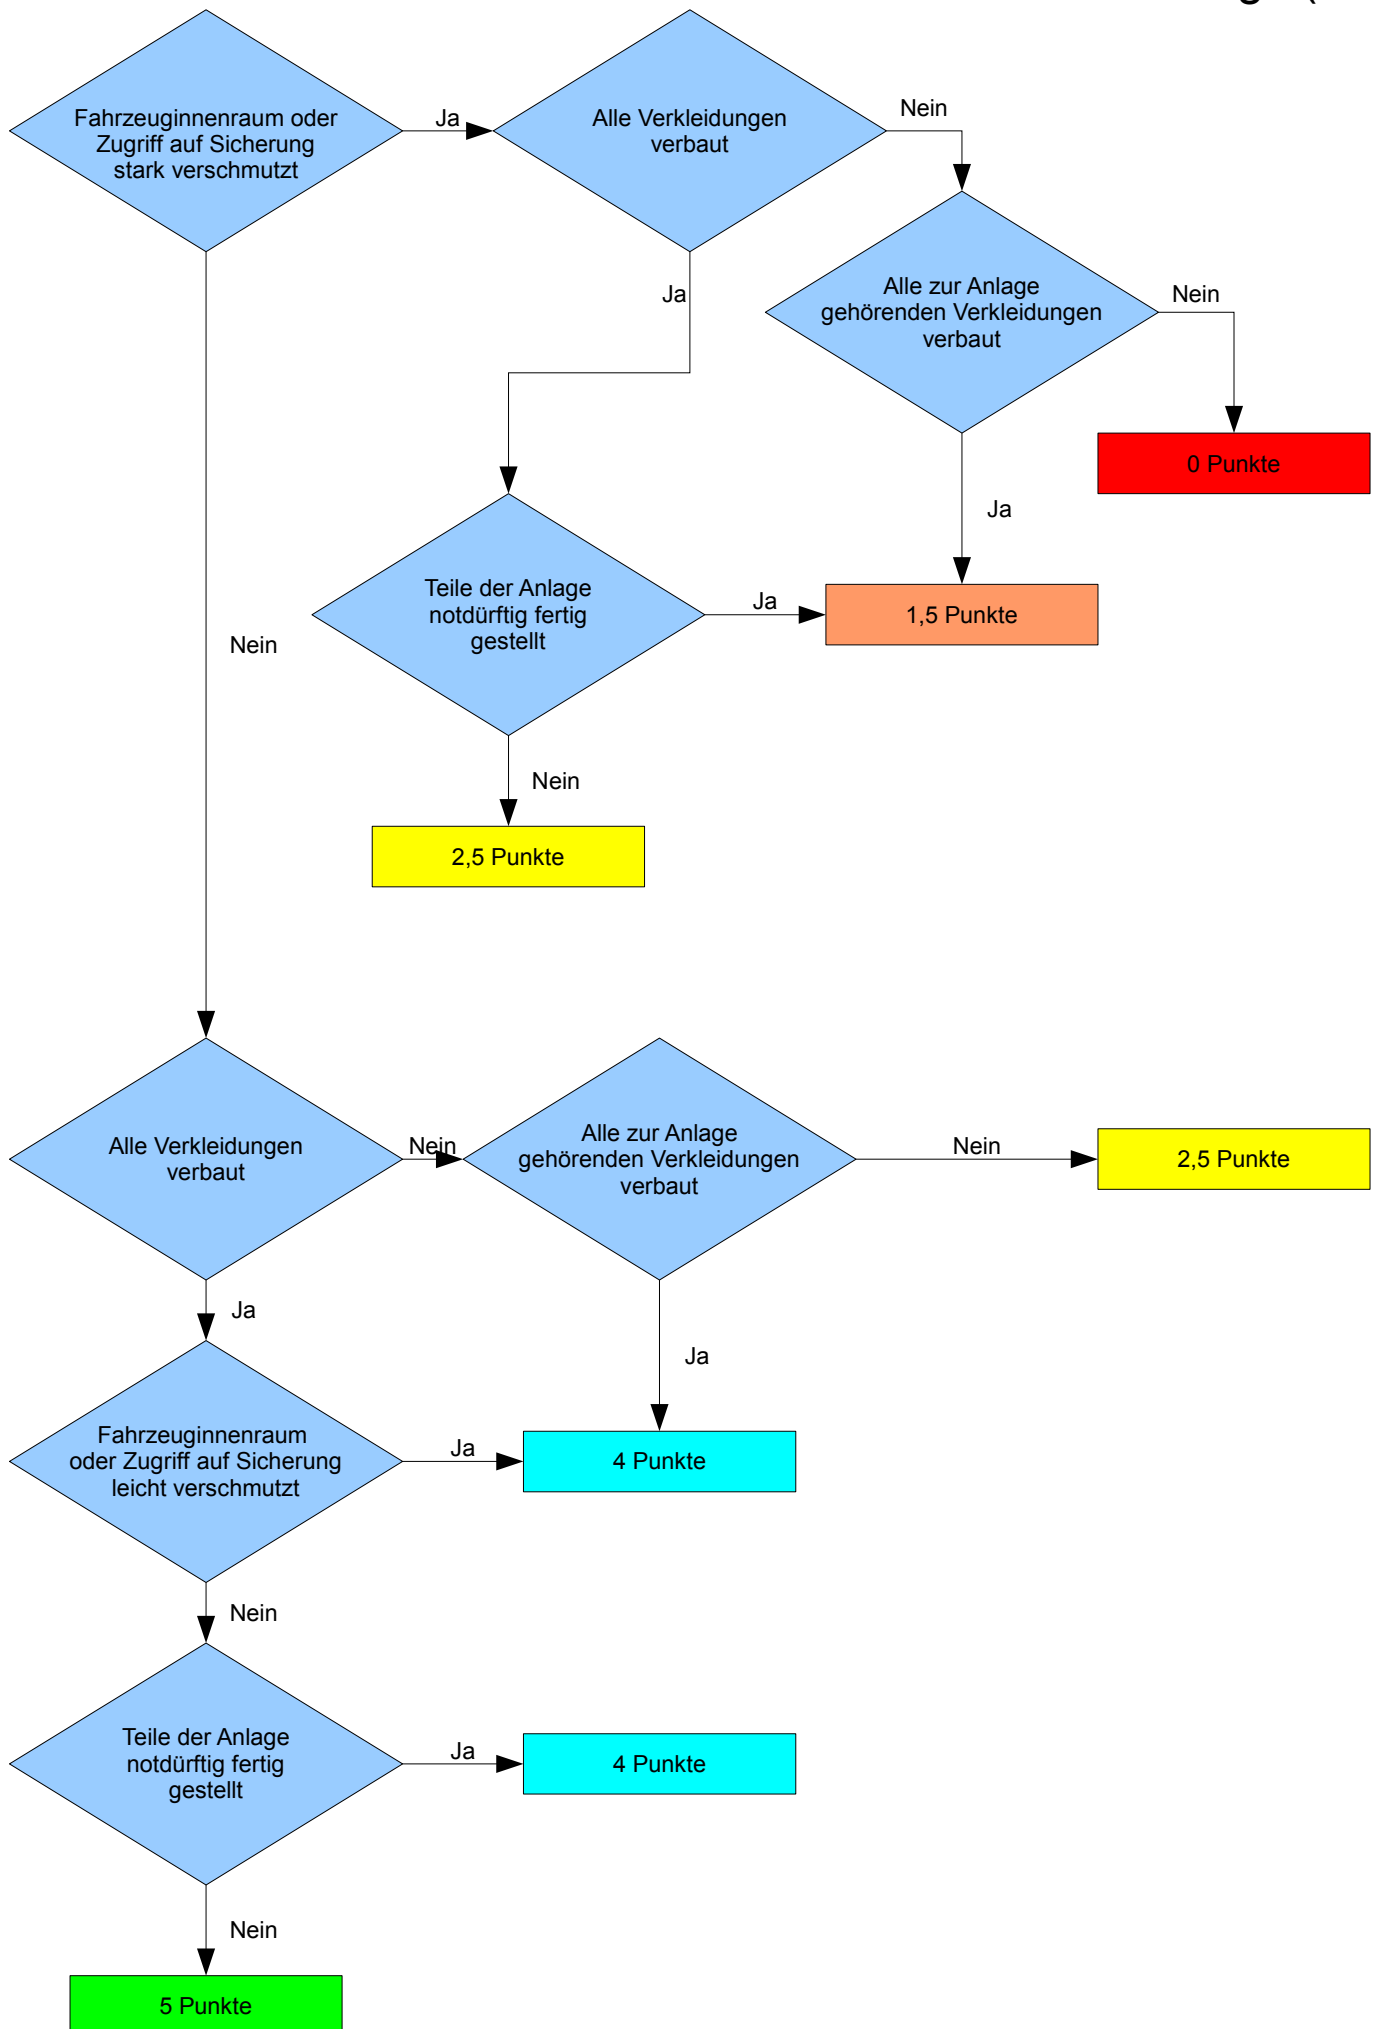 Fahrzeuginnenraum oder
Zugriff auf Sicherung
stark verschmutzt
Ja
Alle Verkleidungen
verbaut
Nein
Ja
Alle zur Anlage
gehörenden Verkleidungen
verbaut
Nein
0 Punkte
Ja
Teile der Anlage
notdürftig fertig
gestellt
Ja
1,5 Punkte
Nein
Nein
2,5 Punkte
Alle Verkleidungen
verbaut
Nein
Alle zur Anlage
gehörenden Verkleidungen
verbaut
Nein
2,5 Punkte
Ja
Ja
Fahrzeuginnenraum
oder Zugriff auf Sicherung
leicht verschmutzt
Ja
4 Punkte
Nein
Teile der Anlage
notdürftig fertig
gestellt
Ja
4 Punkte
Nein
5 Punkte